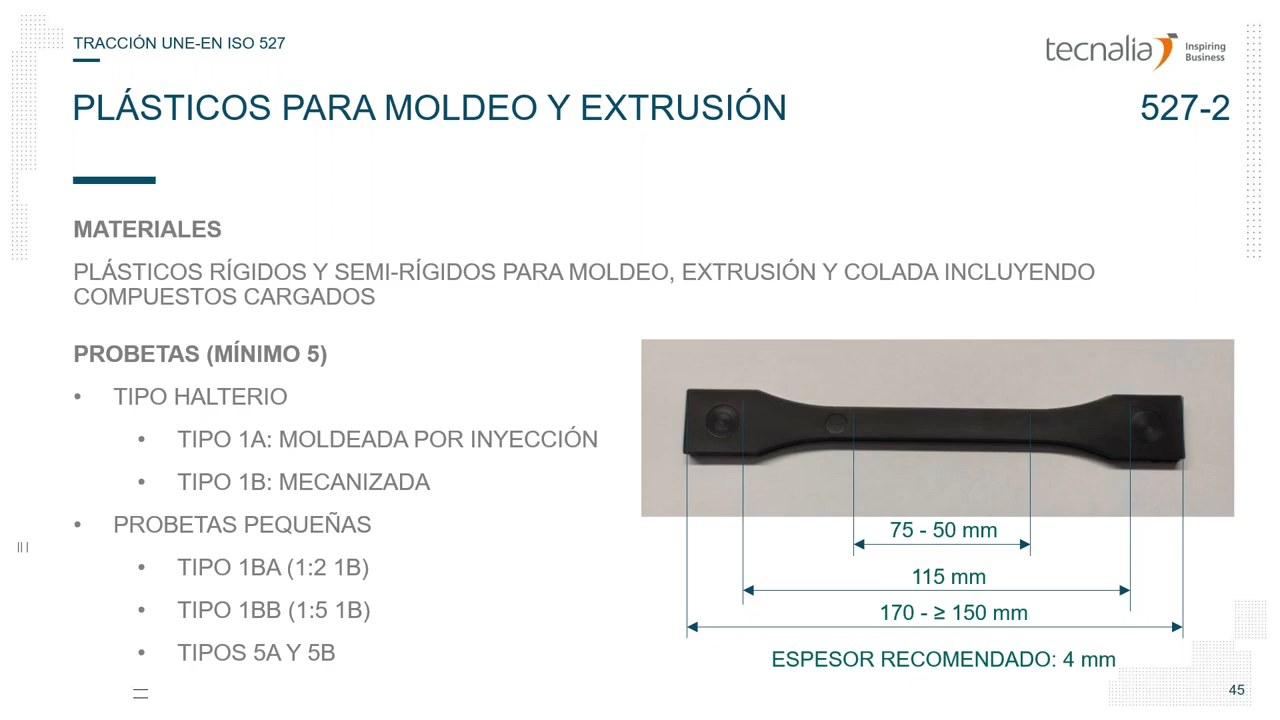 TRACCIÓN UNE-EN ISO 527
tecnalia Inspiring Business
PLÁSTICOS PARA MOLDEO Y EXTRUSIÓN 527-2
MATERIALES
PLÁSTICOS RÍGIDOS Y SEMI-RÍGIDOS PARA MOLDEO, EXTRUSIÓN Y COLADA INCLUYENDO
COMPUESTOS CARGADOS
PROBETAS (MÍNIMO 5)
• TIPO HALTERIO
• TIPO 1A: MOLDEADA POR INYECCIÓN
• TIPO 1B: MECANIZADA
• PROBETAS PEQUEÑAS
• TIPO 1BA (1:2 1B)
• TIPO 1BB (1:5 1B)
• TIPOS 5A Y 5B
75 - 50 mm
115 mm
170 - ≥ 150 mm
ESPESOR RECOMENDADO: 4 mm
45